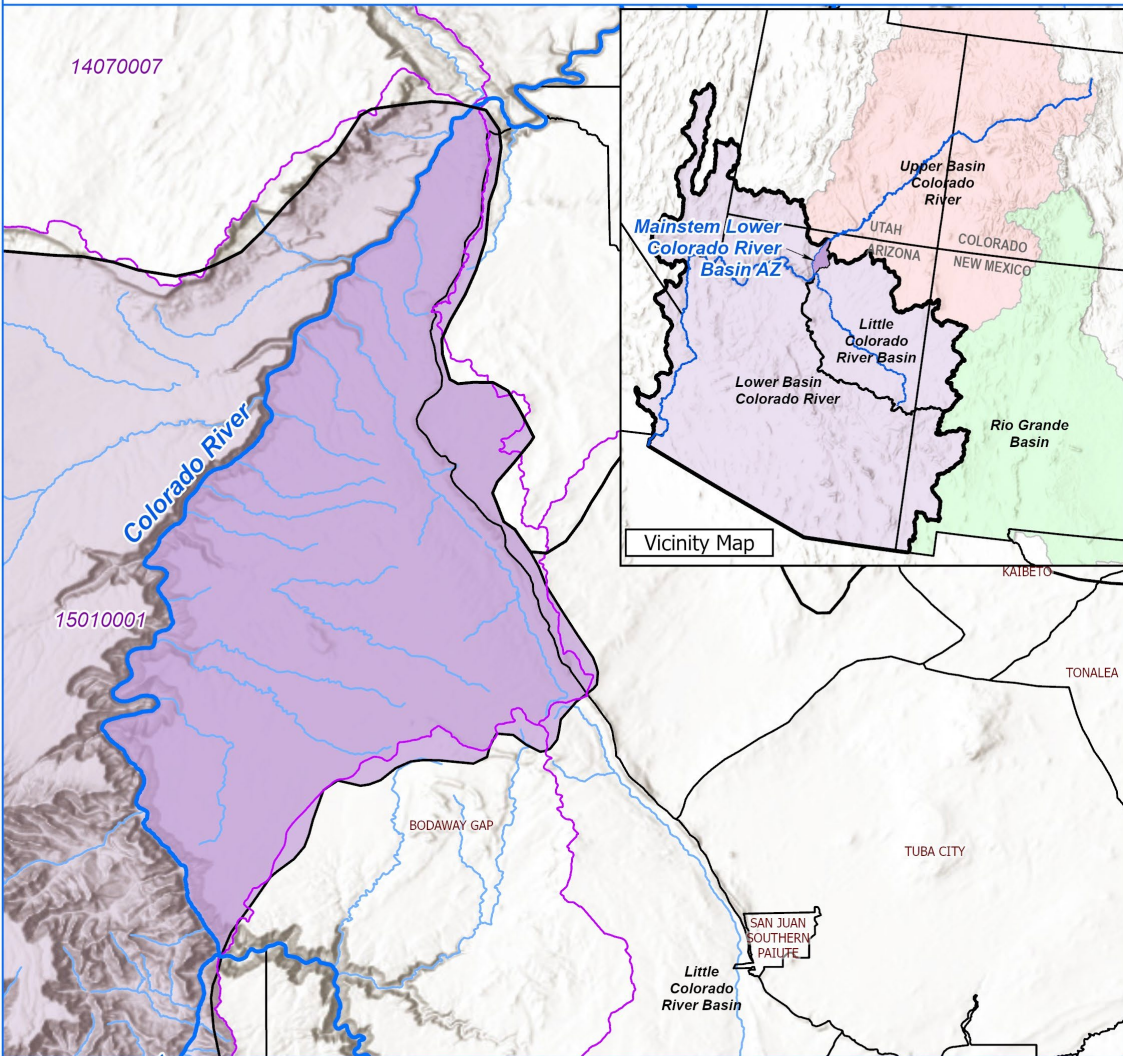 14070007
Upper Basin
Colorado
River
Mainstem Lower
Colorado River
Basin AZ
UTAH
ARIZONA
COLORADO
NEW MEXICO
Little
Colorado
River Basin
Lower Basin
Colorado River
Rio Grande
Basin
Vicinity Map
Colorado River
15010001
KAIBETO
TONALEA
BODAWAY GAP
TUBA CITY
SAN JUAN
SOUTHERN
PAIUTE
Little
Colorado
River Basin